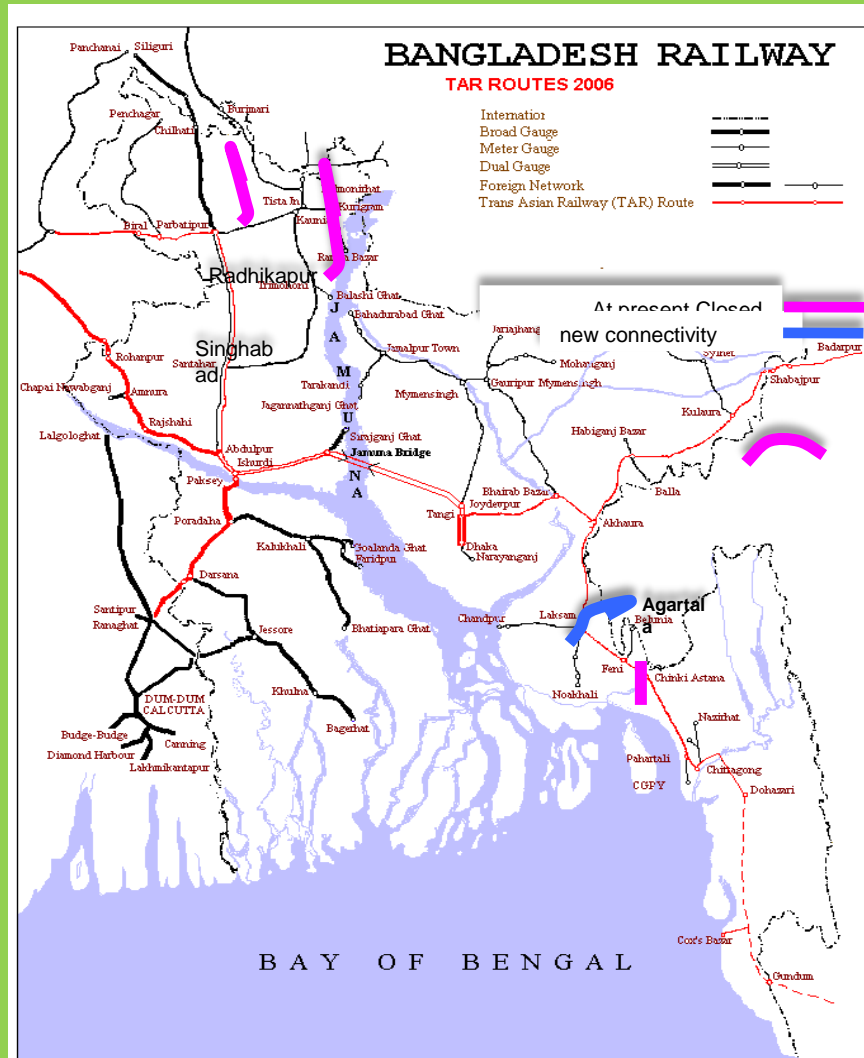 BANGLADESH RAILWAY
TAR ROUTES 2006
Broad Gauge
Meter Gauge
Dual Gauge
Foreign Network
Trans Asian Railway (TAR) Route
At present Closed
new connectivity
Panchanai
Siliguri
Burimari
Penchagar
Chilhati
Tista Jn
Kurigram
Biral
Parbatipur
Radhikapur
Balashi Ghat
Bahadurabad Ghat
Singhab
ad
Rohanpur
Santahar
Jamalpur Town
Mohanganj
Badarpur
Shabajpur
Chapai Nawabganj
Amnura
Tarakandi
Mymensingh
Gauripur Mymensingh
Jagannathganj Ghat
Kulaura
Rajshahi
Lalgolaghat
Sirajganj Ghat
Habiganj Bazar
JAMUNA
Jamuna Bridge
Abdulpur
Ishurdi
Paksey
Joydevpur
Bhairab Bazar
Balla
Tangi
Akhaura
Poradaha
Kalukhali
Goalanda Ghat
Faridpur
Dhaka
Narayanganj
Darsana
Santipur
Ranaghat
Jessore
Bhatiapara Ghat
Chandpur
Laksam
Agartal
a
Belunia
Feni
Chinki Astana
Noakhali
Khulna
Bagerhat
DUM-DUM
CALCUTTA
Budge-Budge
Canning
Diamond Harbour
Lakhmikantapur
Nazirhat
Pahartali
Chittagong
CGPY
Dohazari
Cox's Bazar
Gundum
BAY OF BENGAL